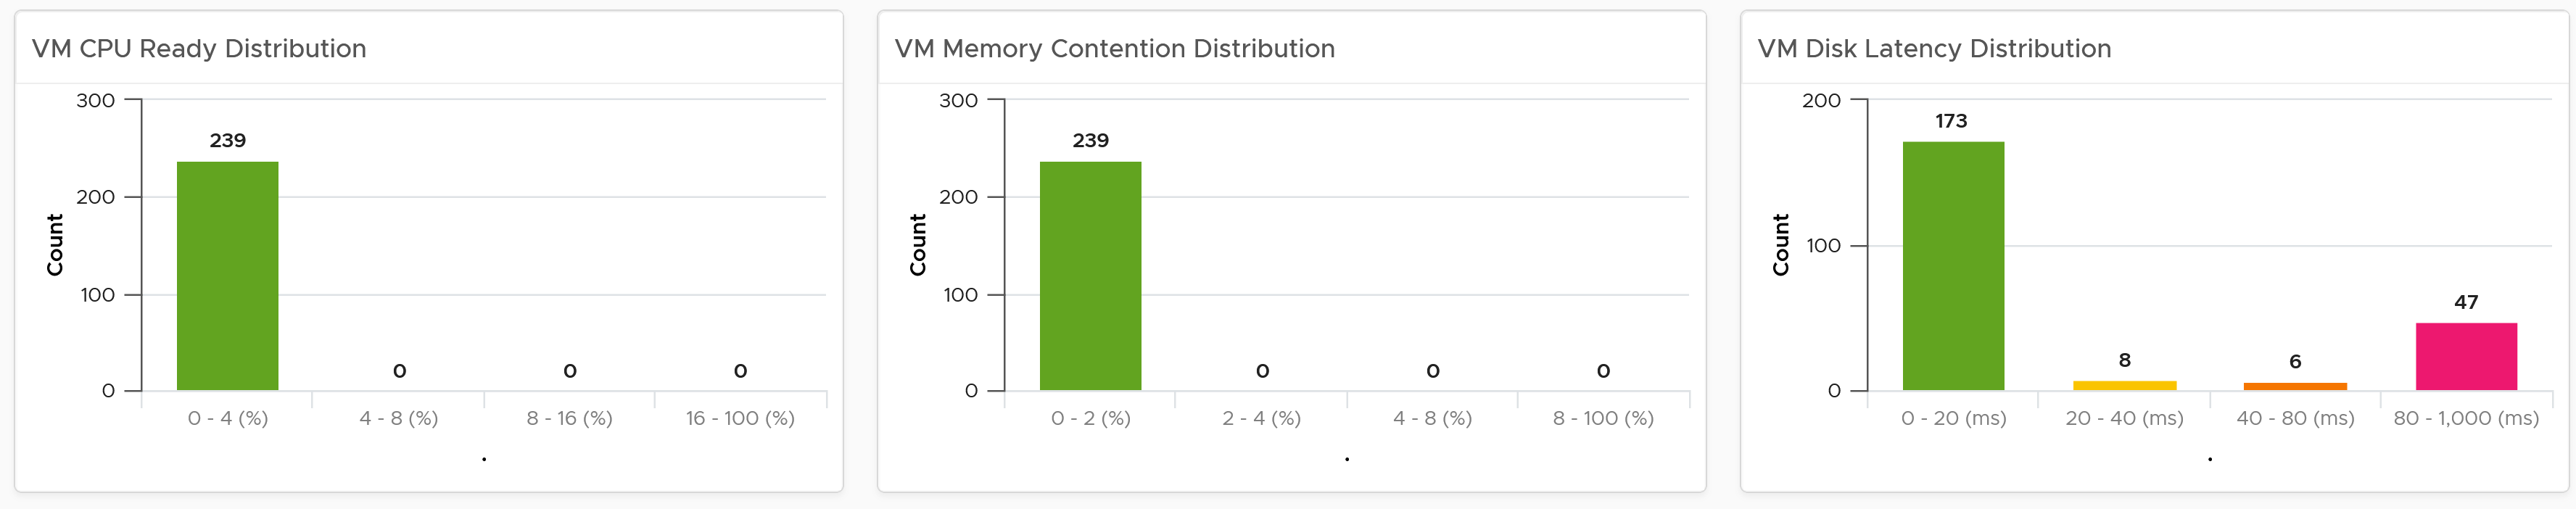 VM CPU Ready Distribution
300
239
200
Count
100
0
0
0
0
0 - 4 (%)
4 - 8 (%)
8 - 16 (%)
16 - 100 (%)
.
VM Memory Contention Distribution
300
239
200
Count
100
0
0
0
0
0 - 2 (%)
2 - 4 (%)
4 - 8 (%)
8 - 100 (%)
.
VM Disk Latency Distribution
200
173
Count
100
47
8
6
0
0 - 20 (ms)
20 - 40 (ms)
40 - 80 (ms)
80 - 1,000 (ms)
.